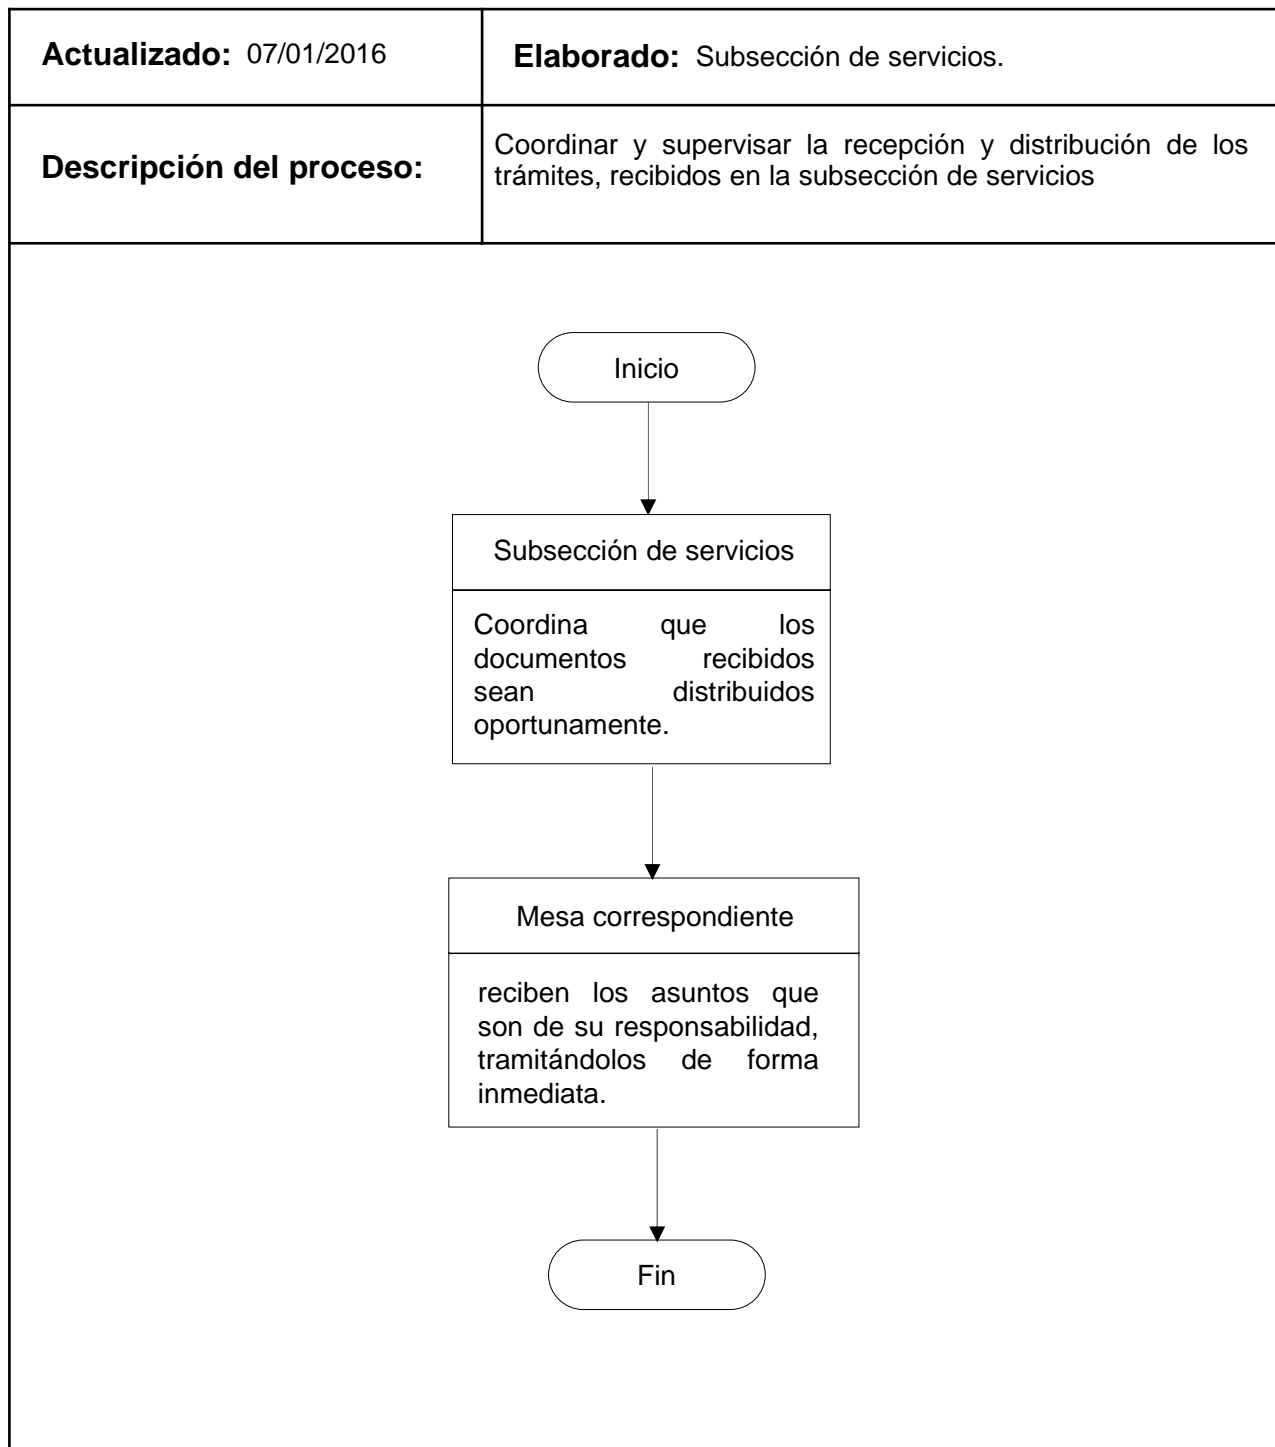 Actualizado: 07/01/2016
Elaborado: Subsección de servicios.
Descripción del proceso:
Coordinar y supervisar la recepción y distribución de los
trámites, recibidos en la subsección de servicios
Inicio
Subsección de servicios
Coordina que los
documentos recibidos
sean distribuidos
oportunamente.
Mesa correspondiente
reciben los asuntos que
son de su responsabilidad,
tramitándolos de forma
inmediata.
Fin